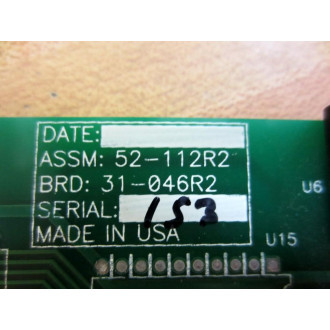 DATE:
ASSM: 52-112R2
BRD: 31-046R2
SERIAL: 153
MADE IN USA
U6
U15